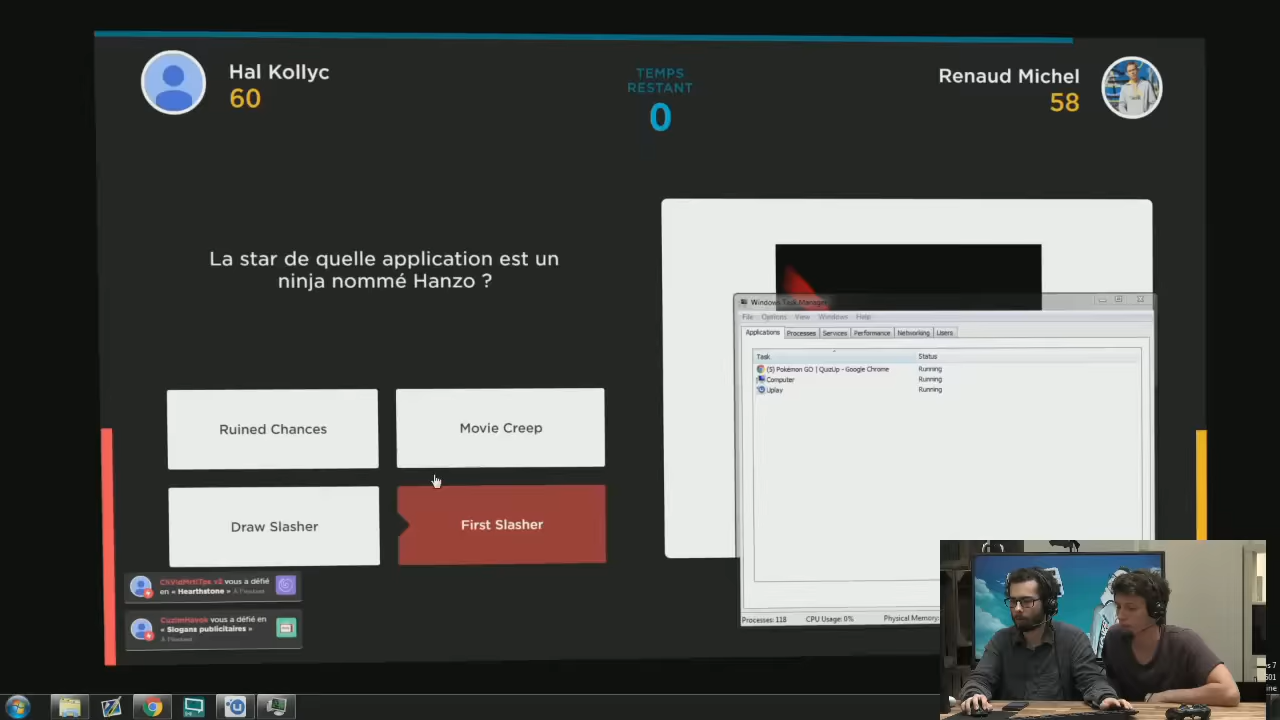 Hal Kollyc
60
TEMPS
RESTANT
0
Renaud Michel
58
La star de quelle application est un
ninja nommé Hanzo ?
Ruined Chances
Movie Creep
Draw Slasher
First Slasher
vous a défié
en « Hearthstone » À l'instant
CuzImHavok vous a défié en
« Slogans publicitaires »
À l'instant
Windows Task Manager
File Options View Windows Help
Applications Processes Services Performance Networking Users
Task Status
(5) Pokémon GO | QuizUp - Google Chrome Running
Computer Running
Uplay Running
Processes: 118 CPU Usage: 0% Physical Memory: